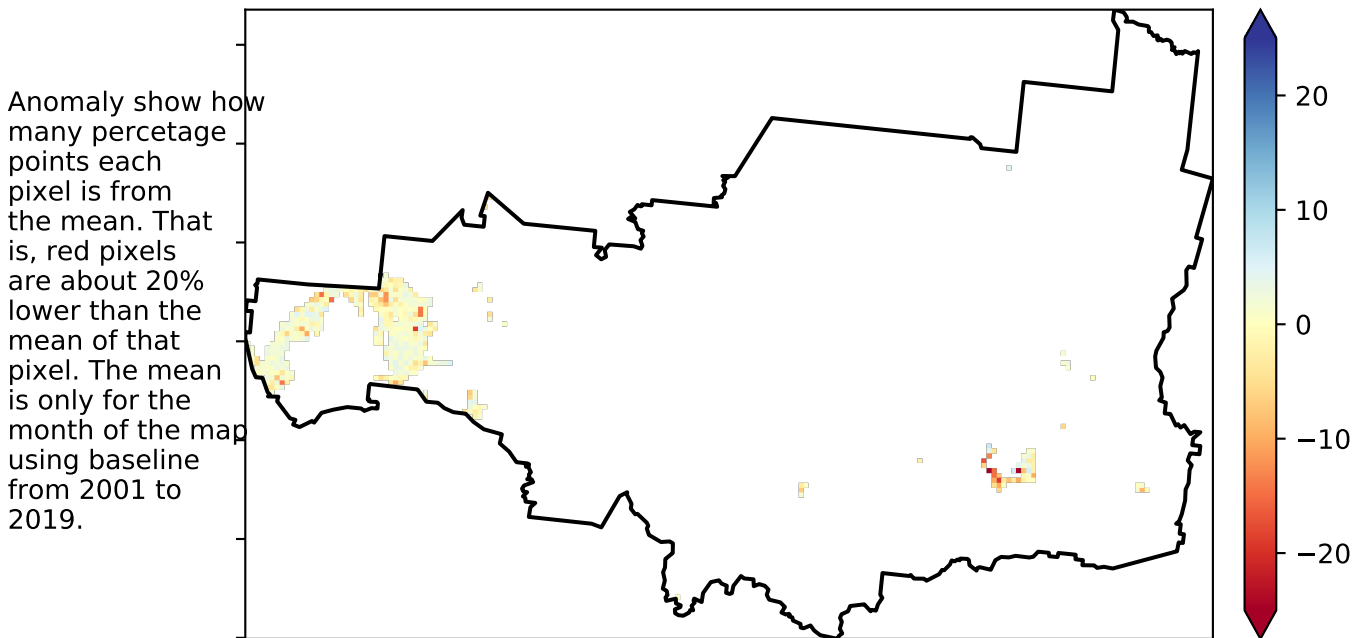 Anomaly show how
many percetage
points each
pixel is from
the mean. That
is, red pixels
are about 20%
lower than the
mean of that
pixel. The mean
is only for the
month of the map
using baseline
from 2001 to
2019.
20
10
0
−10
−20